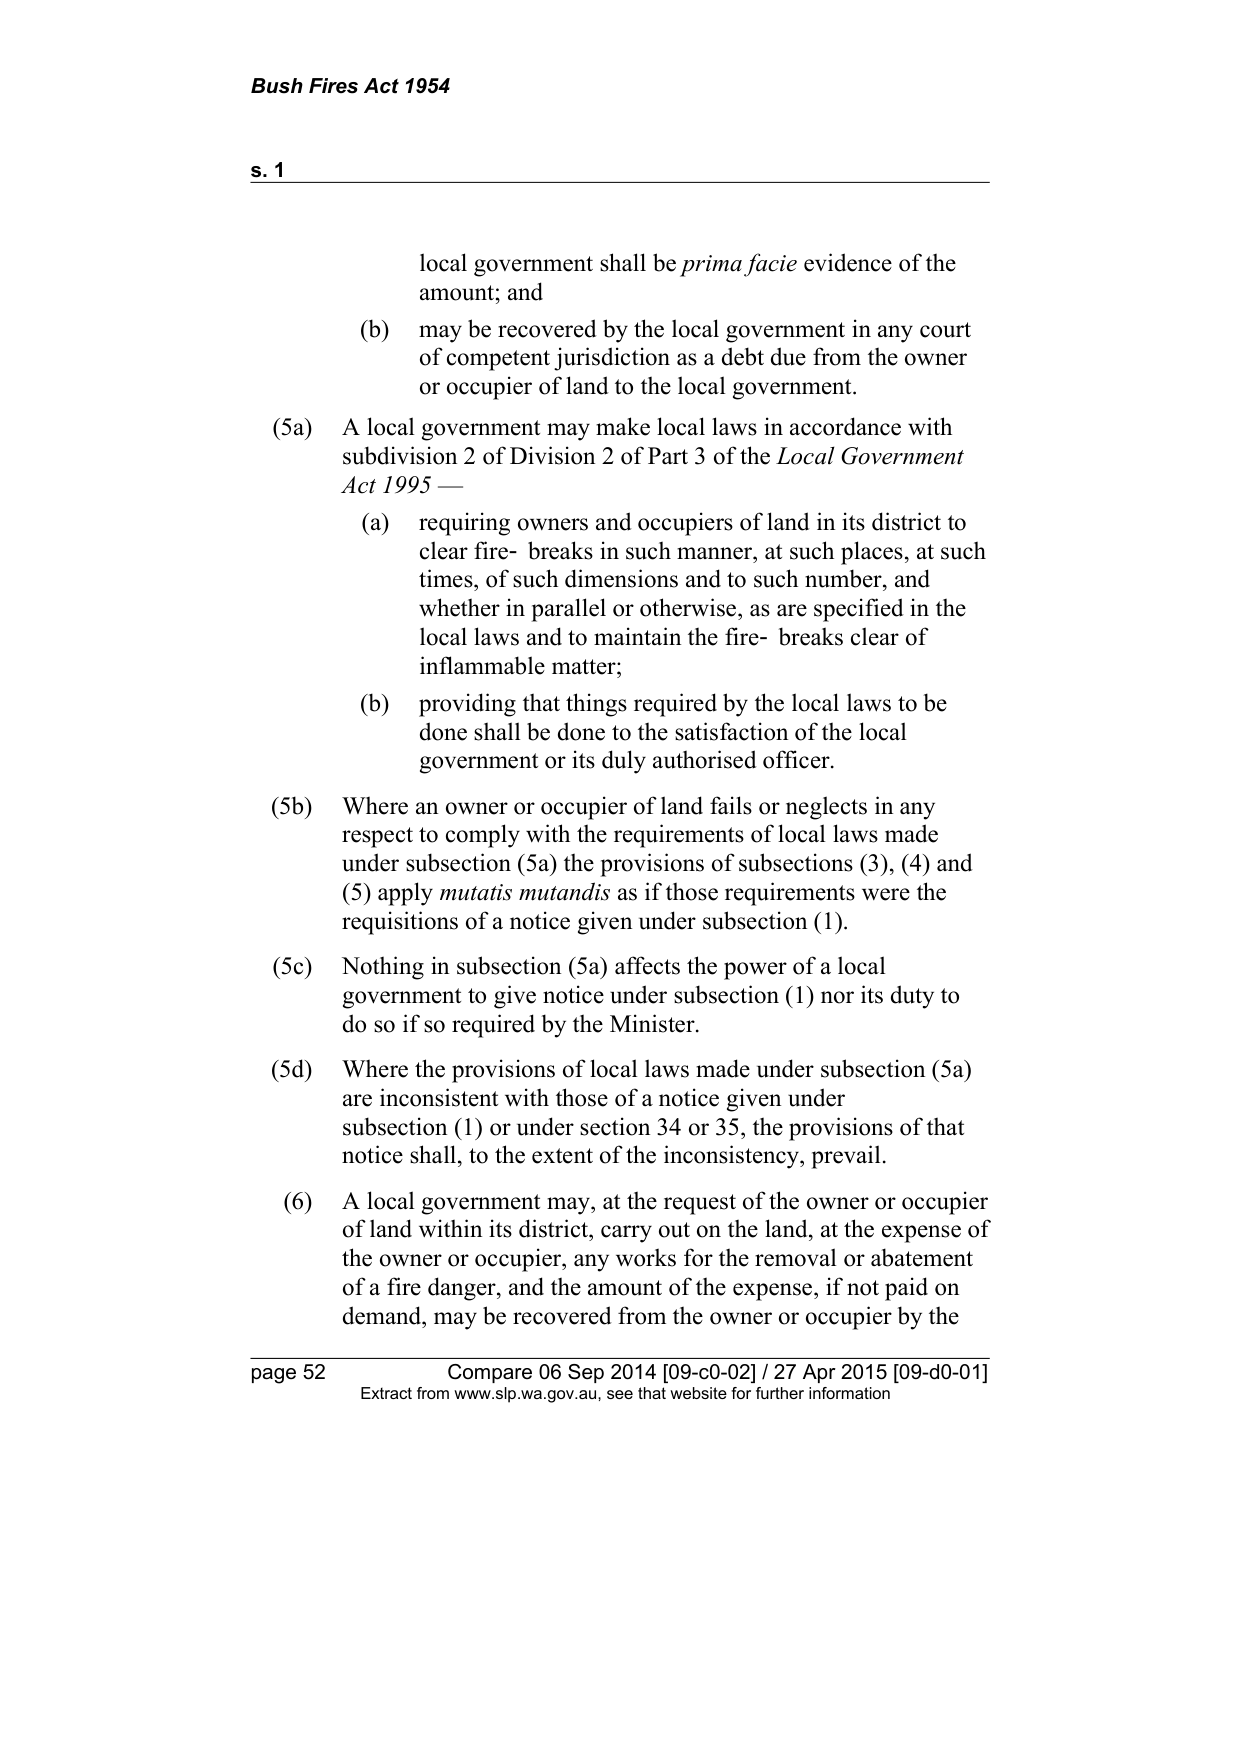 Bush Fires Act 1954
s. 1
local government shall be prima facie evidence of the
amount; and
(b) may be recovered by the local government in any court
of competent jurisdiction as a debt due from the owner
or occupier of land to the local government.
(5a) A local government may make local laws in accordance with
subdivision 2 of Division 2 of Part 3 of the Local Government
Act 1995 —
(a) requiring owners and occupiers of land in its district to
clear fire- breaks in such manner, at such places, at such
times, of such dimensions and to such number, and
whether in parallel or otherwise, as are specified in the
local laws and to maintain the fire- breaks clear of
inflammable matter;
(b) providing that things required by the local laws to be
done shall be done to the satisfaction of the local
government or its duly authorised officer.
(5b) Where an owner or occupier of land fails or neglects in any
respect to comply with the requirements of local laws made
under subsection (5a) the provisions of subsections (3), (4) and
(5) apply mutatis mutandis as if those requirements were the
requisitions of a notice given under subsection (1).
(5c) Nothing in subsection (5a) affects the power of a local
government to give notice under subsection (1) nor its duty to
do so if so required by the Minister.
(5d) Where the provisions of local laws made under subsection (5a)
are inconsistent with those of a notice given under
subsection (1) or under section 34 or 35, the provisions of that
notice shall, to the extent of the inconsistency, prevail.
(6) A local government may, at the request of the owner or occupier
of land within its district, carry out on the land, at the expense of
the owner or occupier, any works for the removal or abatement
of a fire danger, and the amount of the expense, if not paid on
demand, may be recovered from the owner or occupier by the
page 52 Compare 06 Sep 2014 [09-c0-02] / 27 Apr 2015 [09-d0-01]
Extract from www.slp.wa.gov.au, see that website for further information